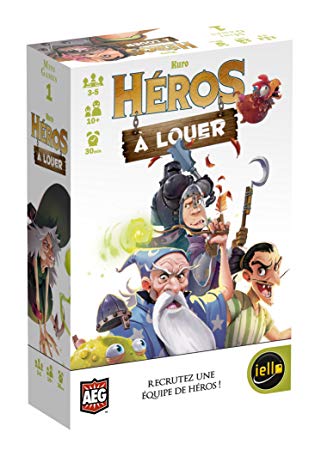 Mini
Games
1
Kuro
HÉROS
À LOUER
Kuro
HÉROS
À LOUER
3-5
10+
30min
RECRUTEZ UNE
ÉQUIPE DE HÉROS !
AEG
iello